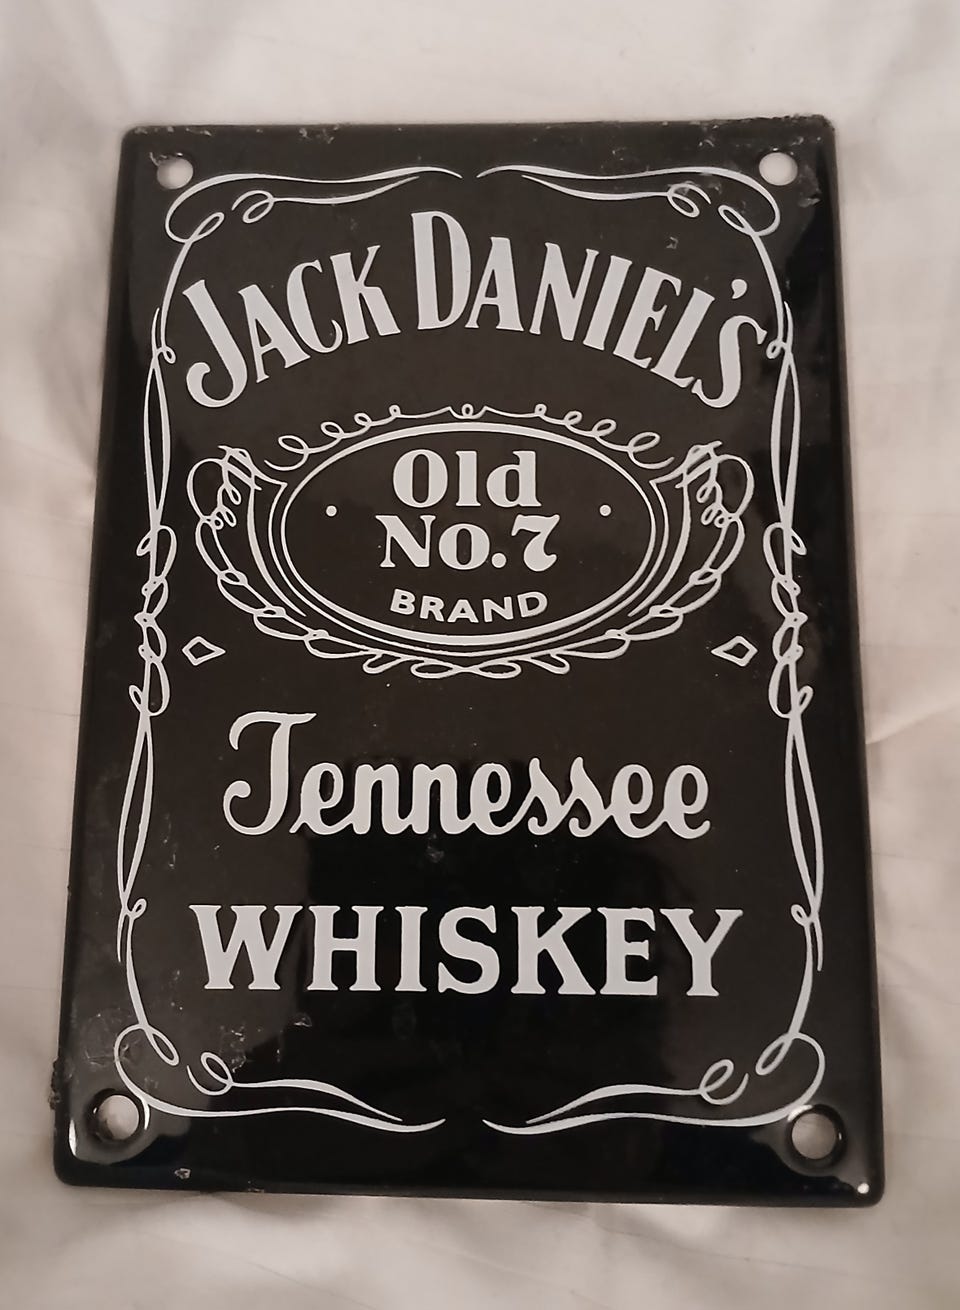 JACK DANIEL'S
Old
No.7
BRAND
Tennessee
WHISKEY